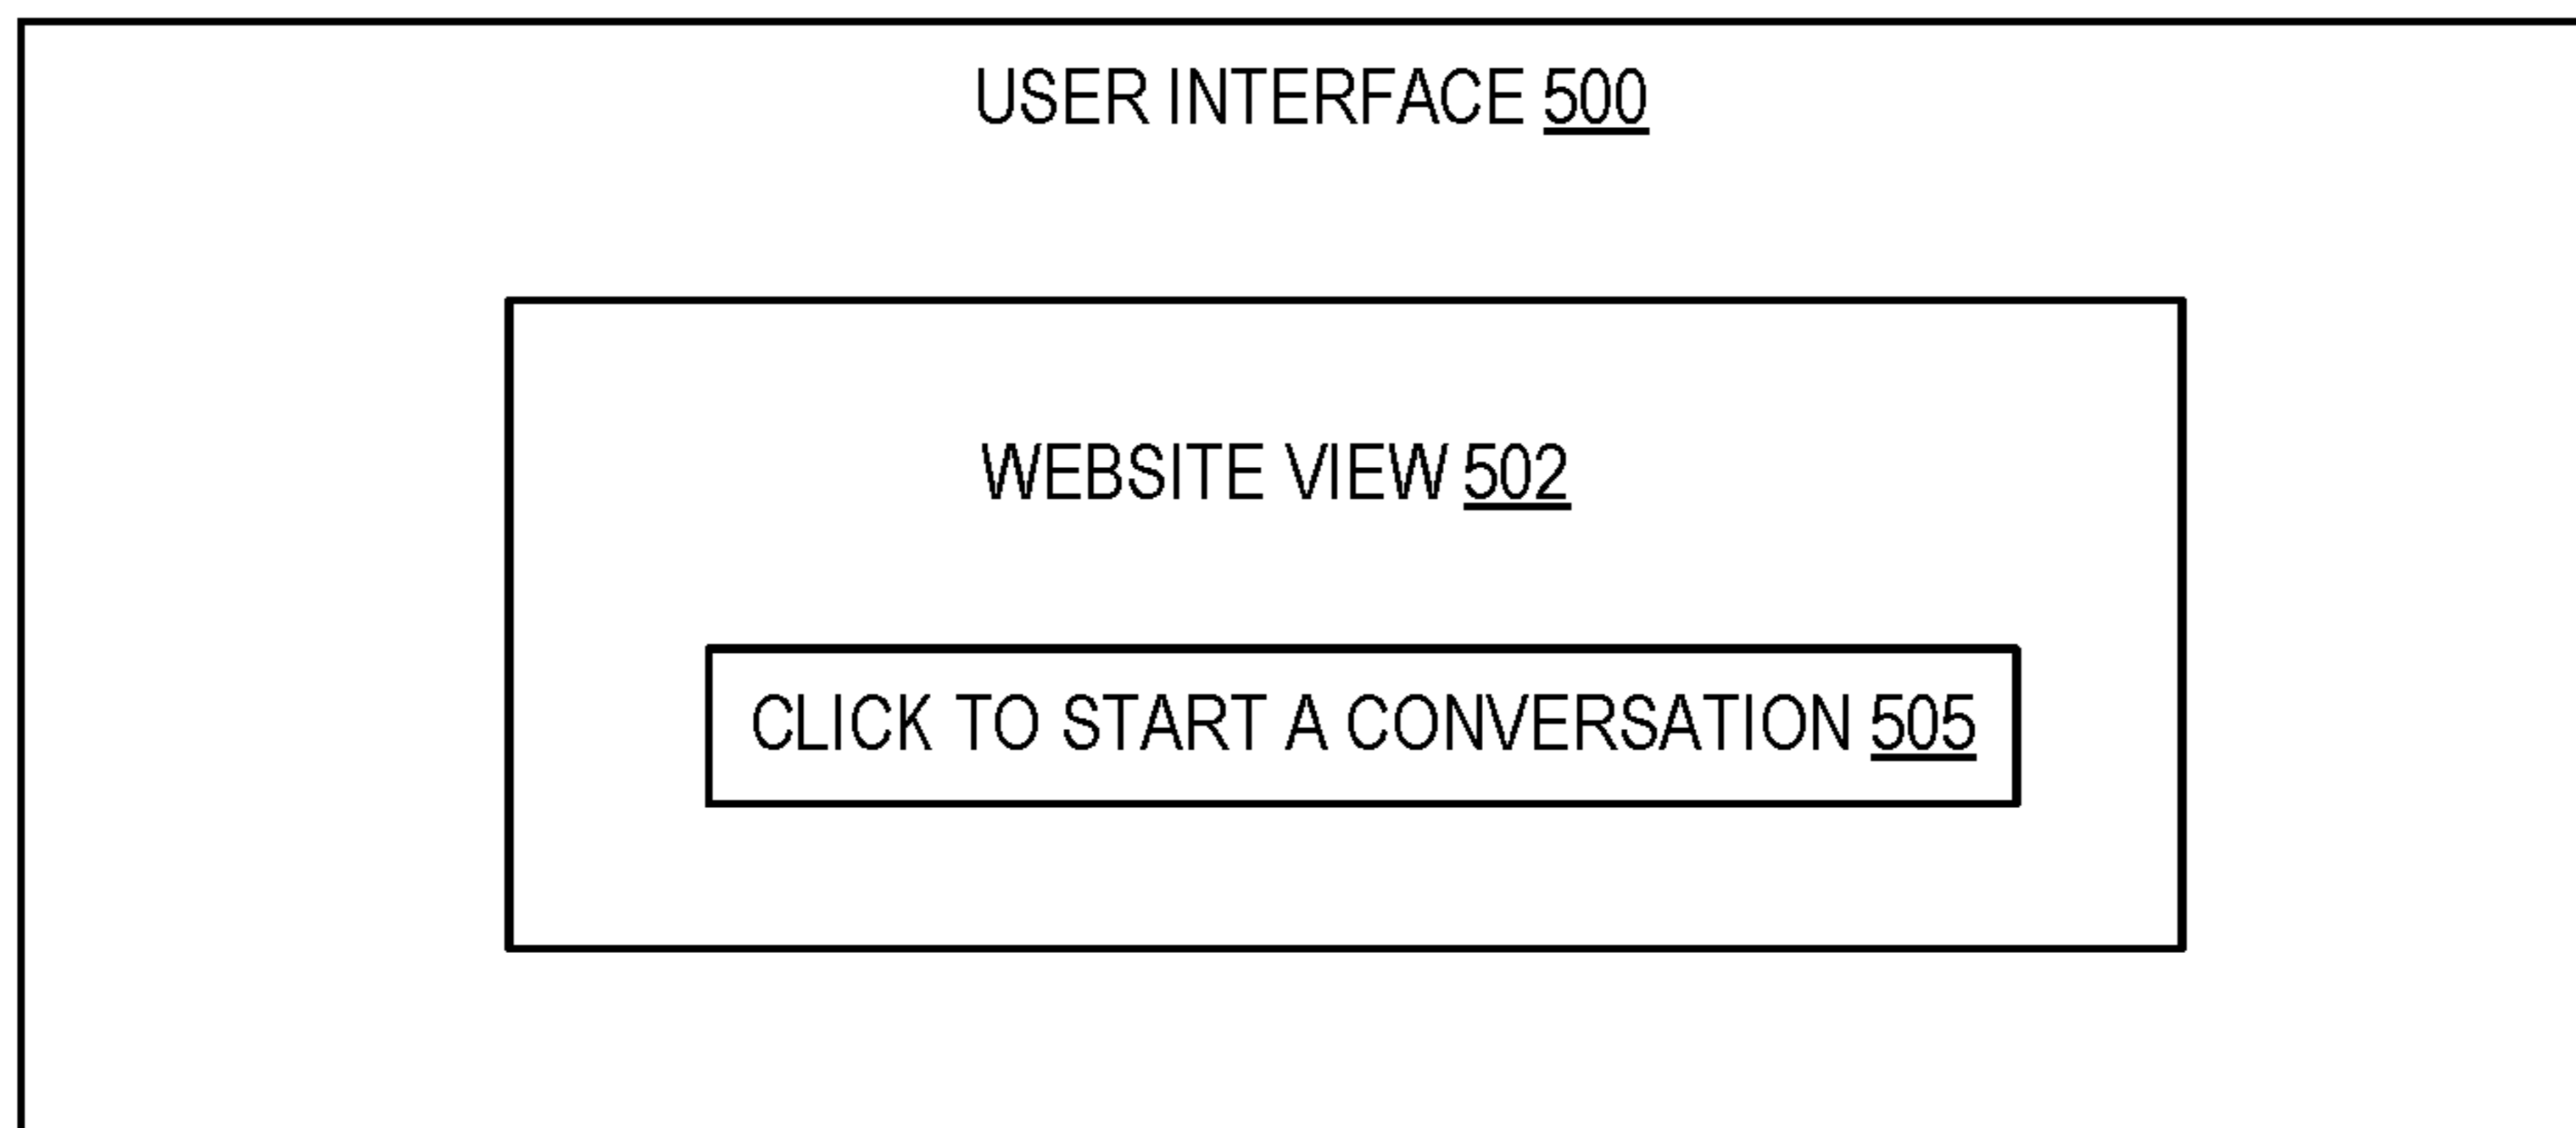 USER INTERFACE 500
WEBSITE VIEW 502
CLICK TO START A CONVERSATION 505